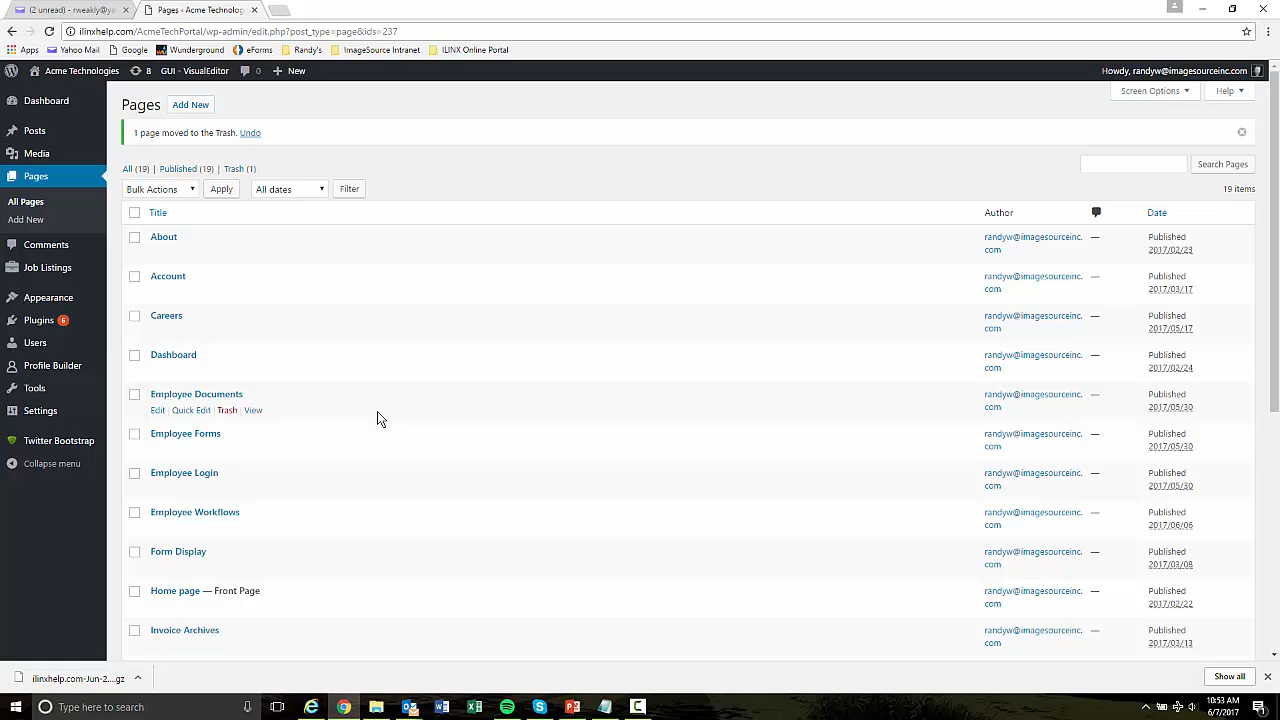 (2 unread) - rweakly@ya
Pages ‹ Acme Technolog
ilinxhelp.com/AcmeTechPortal/wp-admin/edit.php?post_type=page&ids=237
Apps Yahoo Mail Google Wunderground eForms Randy's ImageSource Intranet ILINX Online Portal
Acme Technologies 8 GUI - VisualEditor 0 New Howdy, randyw@imagesourceinc.com
Dashboard
Posts
Media
Pages
All Pages
Add New
Comments
Job Listings
Appearance
Plugins 6
Users
Profile Builder
Tools
Settings
Twitter Bootstrap
Collapse menu
Screen Options Help
Pages Add New
1 page moved to the Trash. Undo
All (19) | Published (19) | Trash (1)
Search Pages
Bulk Actions Apply All dates Filter 19 items
Title Author Date
About randyw@imagesourceinc.com — Published 2017/02/23
Account randyw@imagesourceinc.com — Published 2017/03/17
Careers randyw@imagesourceinc.com — Published 2017/05/17
Dashboard randyw@imagesourceinc.com — Published 2017/02/24
Employee Documents randyw@imagesourceinc.com — Published 2017/05/30
Edit | Quick Edit | Trash | View
Employee Forms randyw@imagesourceinc.com — Published 2017/05/30
Employee Login randyw@imagesourceinc.com — Published 2017/05/30
Employee Workflows randyw@imagesourceinc.com — Published 2017/06/06
Form Display randyw@imagesourceinc.com — Published 2017/03/08
Home page — Front Page randyw@imagesourceinc.com — Published 2017/02/22
Invoice Archives randyw@imagesourceinc.com — Published 2017/03/13
ilinxhelp.com-Jun-2....gz Show all
Type here to search
10:53 AM
6/7/2017